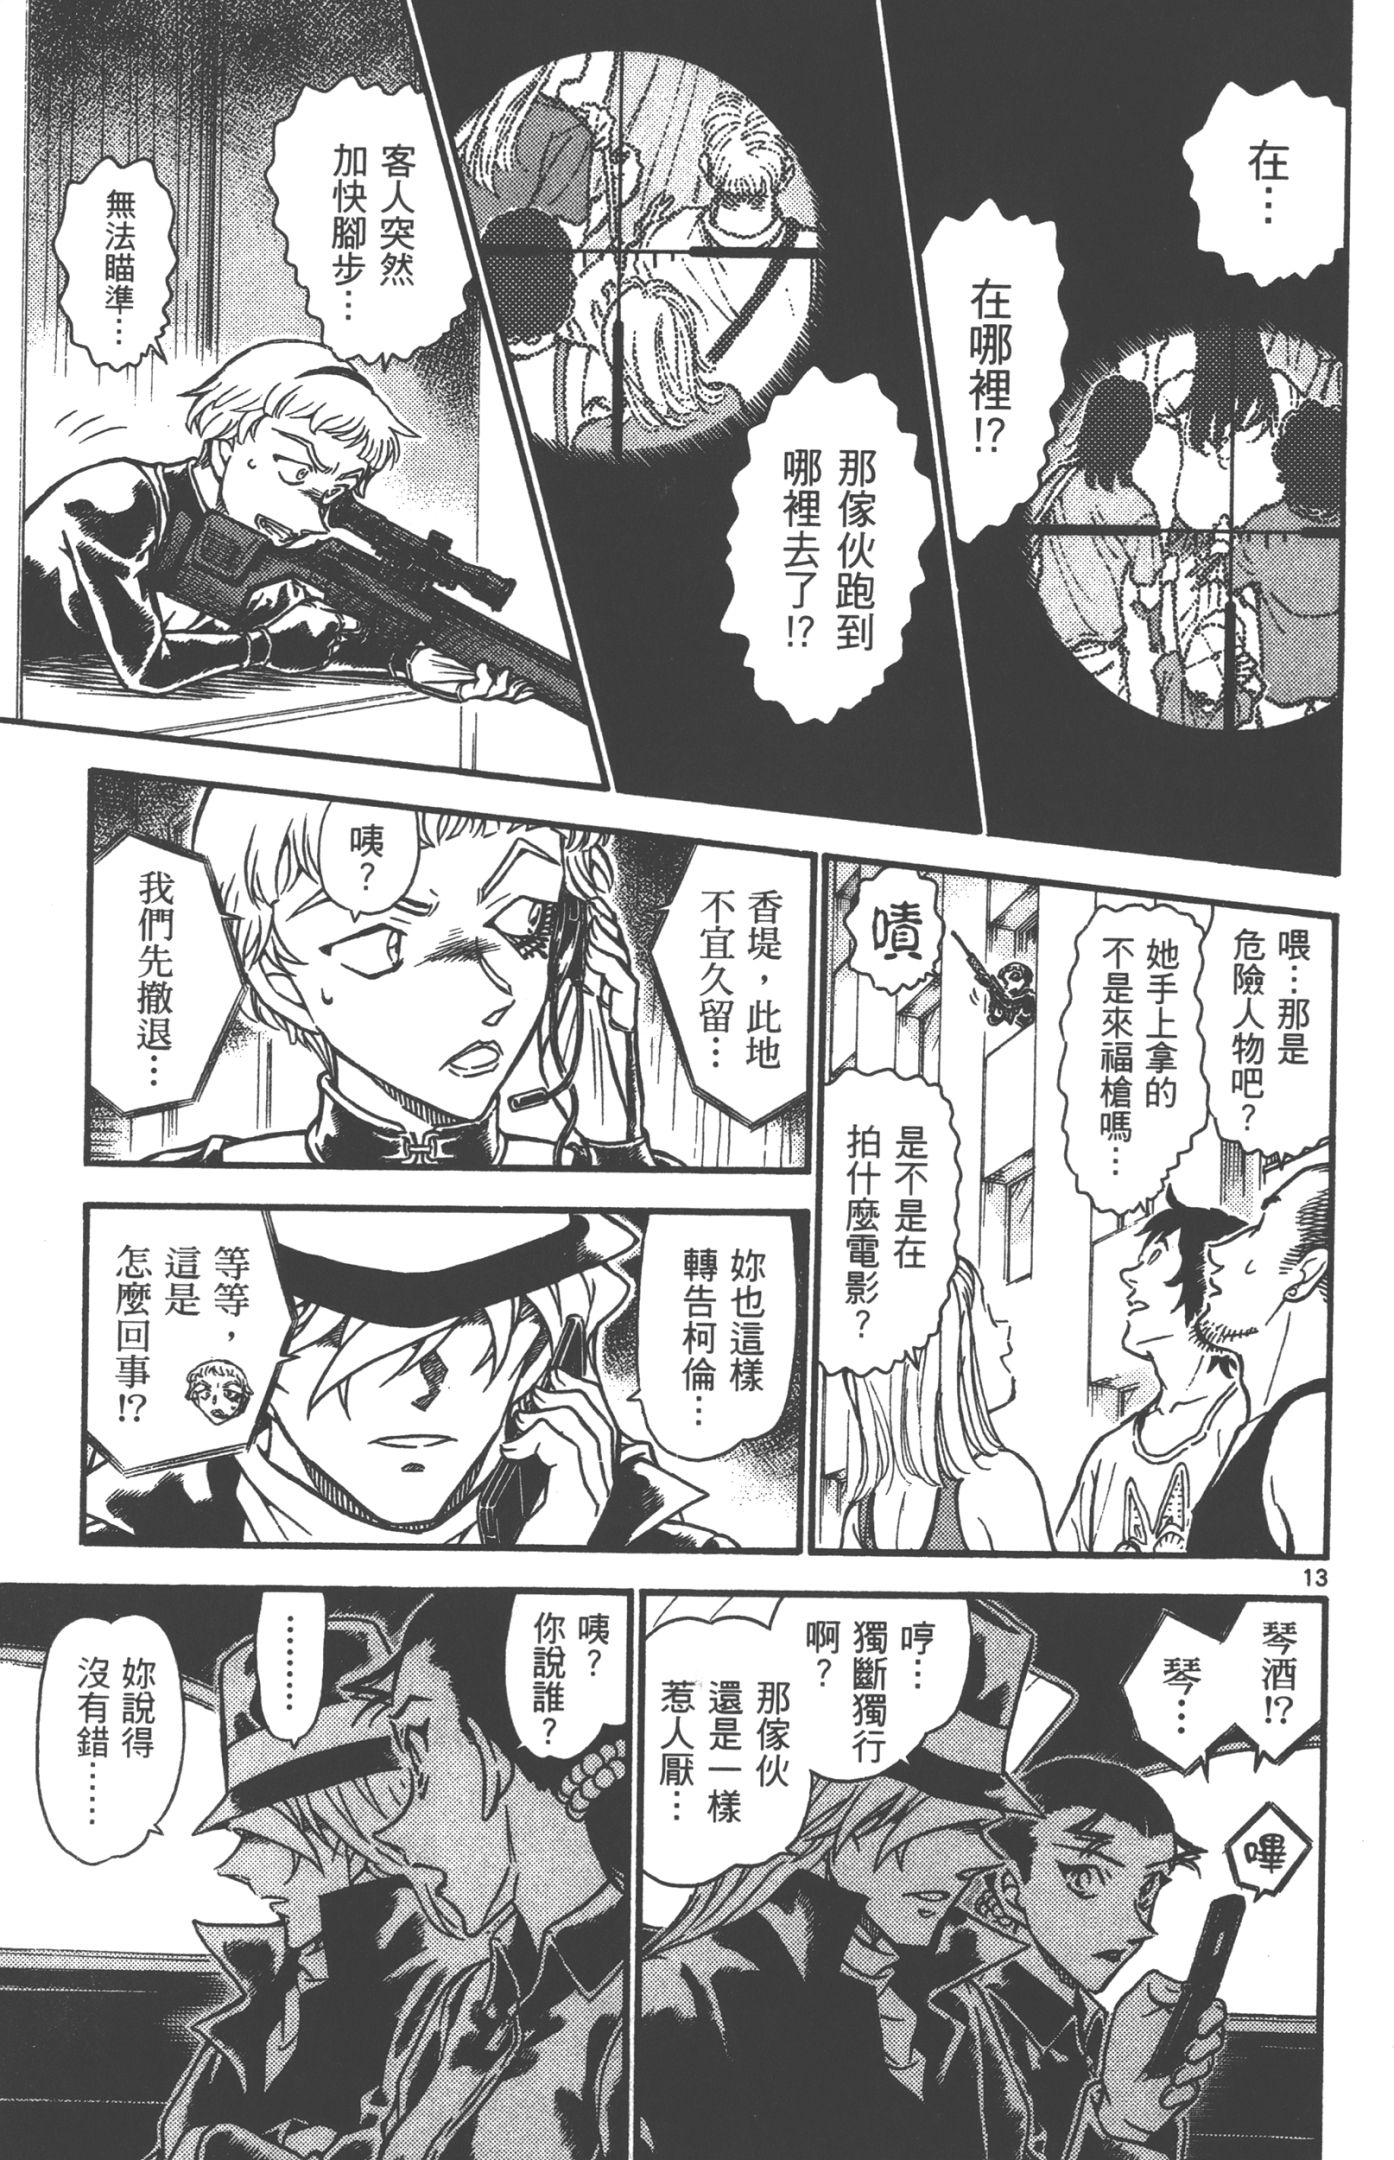 在…
在哪裡!?
那傢伙跑到
哪裡去了!?
客人突然
加快腳步…
無法瞄準…
喂…那是
危險人物吧?
她手上拿的
不是來福槍嗎…
嘖
是不是在
拍什麼電影?
香堤，此地
不宜久留…
咦?
我們先撤退…
妳也這樣
轉告柯倫…
等等，
這是
怎麼回事!?
13
琴酒!?
琴…
嗶
哼…
獨斷獨行
啊?
那傢伙
還是一樣
惹人厭…
咦?
你說誰?
………
妳說得
沒有錯……